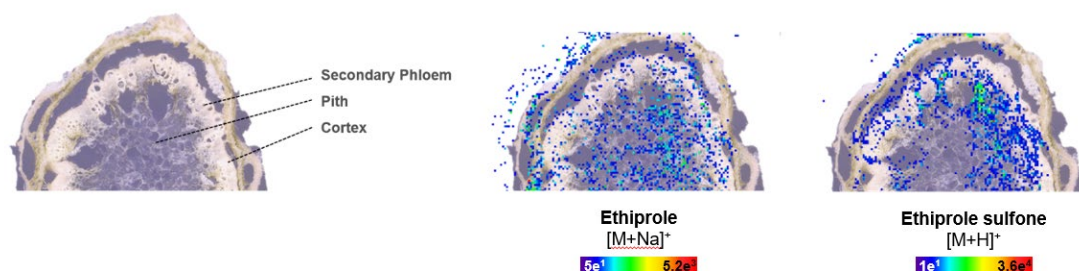 Secondary Phloem
Pith
Cortex
Ethiprole
[M+Na]⁺
5e¹ 5.2e³
Ethiprole sulfone
[M+H]⁺
1e¹ 3.6e⁴